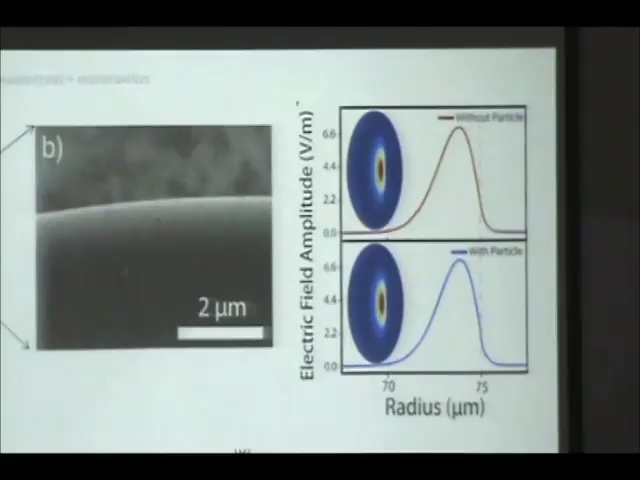 b)
2 µm
Electric Field Amplitude (V/m)
6.6
4.4
2.2
0.0
Without Particle
6.6
4.4
2.2
0.0
With Particle
70
75
Radius (µm)